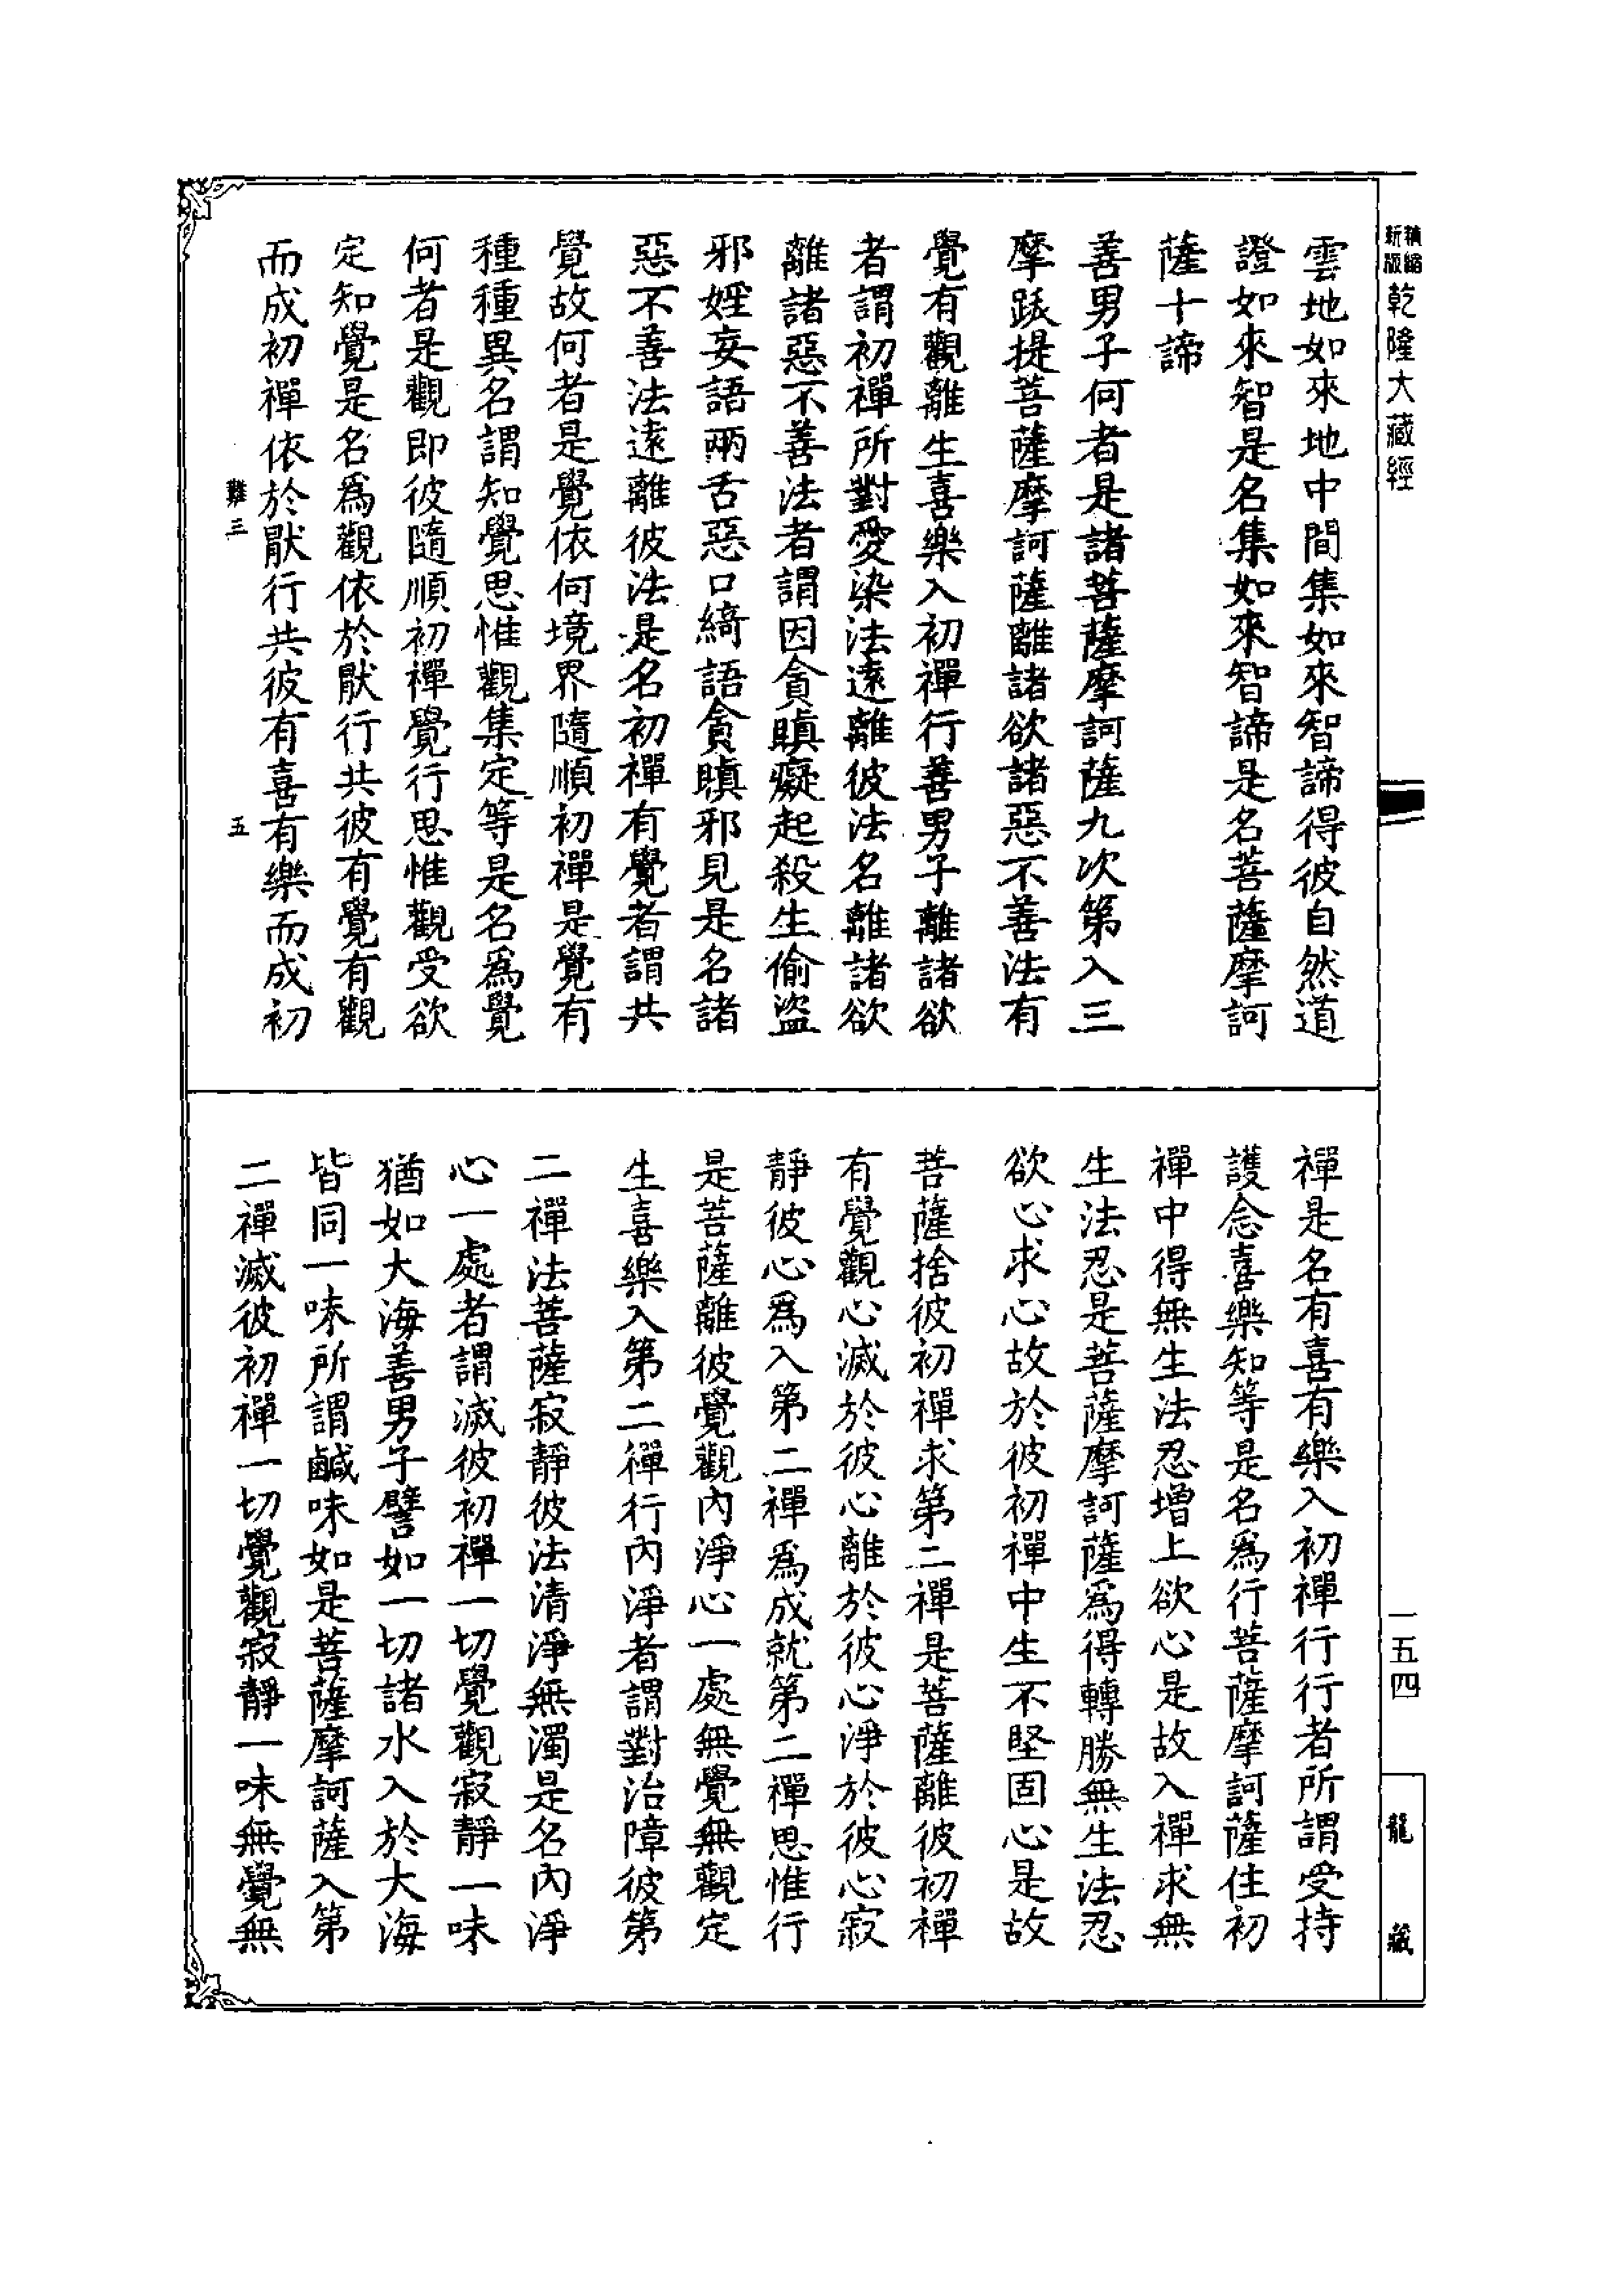 精縮新版乾隆大藏經
一五四
龍藏
雲地如來地中間集如來智諦得彼自然道
證如來智是名集如來智諦是名菩薩摩訶
薩十諦
善男子何者是諸菩薩摩訶薩九次第入三
摩跋提菩薩摩訶薩離諸欲諸惡不善法有
覺有觀離生喜樂入初禪行善男子離諸欲
者謂初禪所對愛染法遠離彼法名離諸欲
離諸惡不善法者謂因貪瞋癡起殺生偷盜
邪婬妄語兩舌惡口綺語貪瞋邪見是名諸
惡不善法遠離彼法是名初禪有覺者謂共
覺故何者是覺依何境界隨順初禪是覺有
種種異名謂知覺思惟觀集定等是名為覺
何者是觀即彼隨順初禪覺行思惟觀受欲
定知覺是名為觀依於猒行共彼有覺有觀
而成初禪依於猒行共彼有喜有樂而成初
難三
五
禪是名有喜有樂入初禪行行者所謂受持
護念喜樂知等是名為行菩薩摩訶薩住初
禪中得無生法忍增上欲心是故入禪求無
生法忍是菩薩摩訶薩為得轉勝無生法忍
欲心求心故於彼初禪中生不堅固心是故
菩薩捨彼初禪求第二禪是菩薩離彼初禪
有覺觀心滅於彼心離於彼心淨於彼心寂
靜彼心為入第二禪為成就第二禪思惟行
是菩薩離彼覺觀內淨心一處無覺無觀定
生喜樂入第二禪行內淨者謂對治障彼第
二禪法菩薩寂靜彼法清淨無濁是名內淨
心一處者謂滅彼初禪一切覺觀寂靜一味
猶如大海善男子譬如一切諸水入於大海
皆同一味所謂鹹味如是菩薩摩訶薩入第
二禪滅彼初禪一切覺觀寂靜一味無覺無